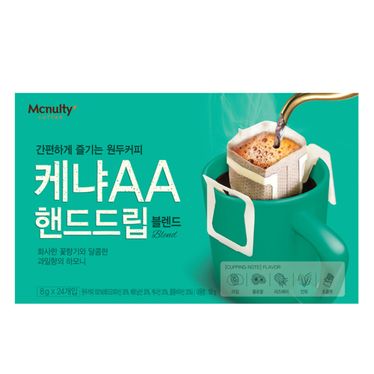 Mcnulty
COFFEE
간편하게 즐기는 원두커피
케냐AA
핸드드립 블렌드
Blend
화사한 꽃향기와 달콤한
과일향의 하모니
[CUPPING-NOTE] FLAVOR
8g × 24개입